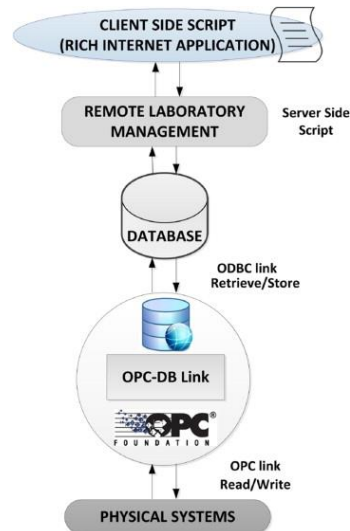 CLIENT SIDE SCRIPT
(RICH INTERNET APPLICATION)
REMOTE LABORATORY
MANAGEMENT
Server Side
Script
DATABASE
ODBC link
Retrieve/Store
OPC-DB Link
OPC®
FOUNDATION
OPC link
Read/Write
PHYSICAL SYSTEMS